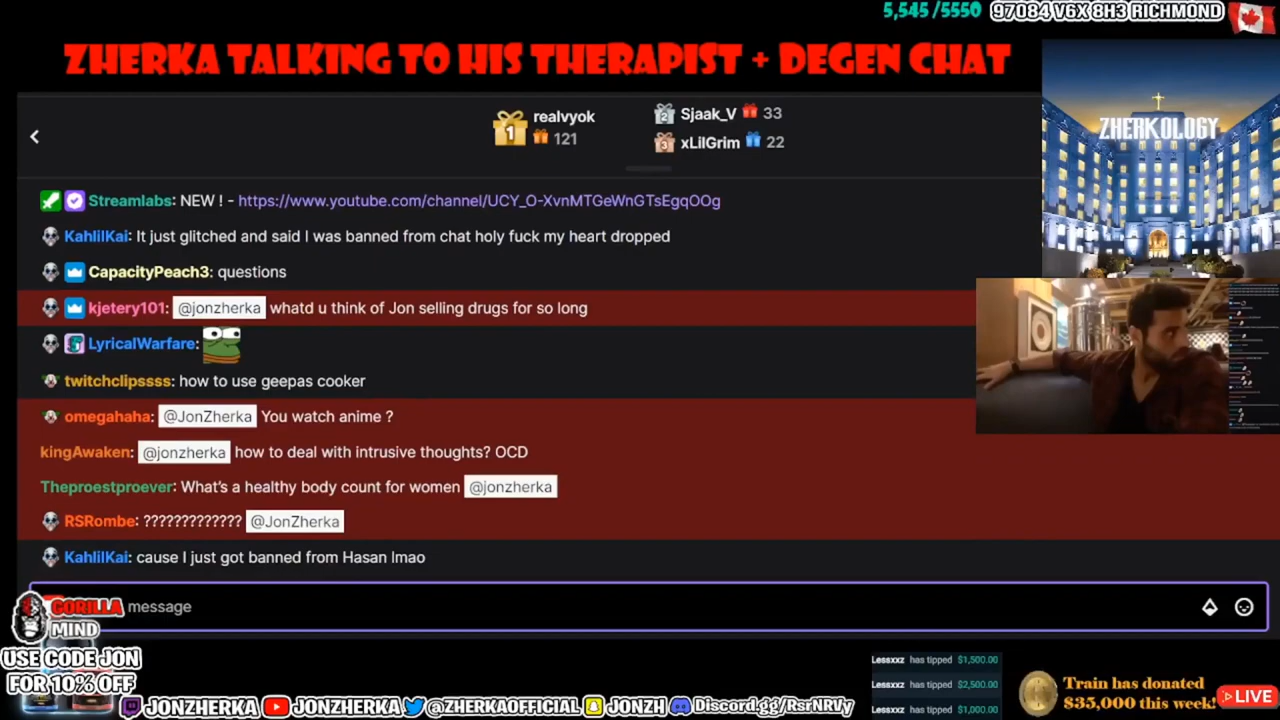 5,545 /5550
97084 V6X 8H3 RICHMOND
ZHERKA TALKING TO HIS THERAPIST + DEGEN CHAT
1 realvyok 121
2 Sjaak_V 33
3 xLilGrim 22
ZHERKOLOGY
Streamlabs: NEW ! - https://www.youtube.com/channel/UCY_O-XvnMTGeWnGTsEgqOOg
KahlilKai: It just glitched and said I was banned from chat holy fuck my heart dropped
CapacityPeach3: questions
kjetery101: @jonzherka whatd u think of Jon selling drugs for so long
LyricalWarfare:
twitchclipssss: how to use geepas cooker
omegahaha: @JonZherka You watch anime ?
kingAwaken: @jonzherka how to deal with intrusive thoughts? OCD
Theproestproever: What's a healthy body count for women @jonzherka
RSRombe: ????????????? @JonZherka
KahlilKai: cause I just got banned from Hasan lmao
message
GORILLA
MIND
USE CODE JON
FOR 10% OFF
Lessxxz has tipped $1,500.00
Lessxxz has tipped $2,500.00
Lessxxz has tipped $1,000.00
Train has donated
$35,000 this week!
LIVE
JONZHERKA JONZHERKA @ZHERKAOFFICIAL JONZH Discord.gg/RsrNRVy